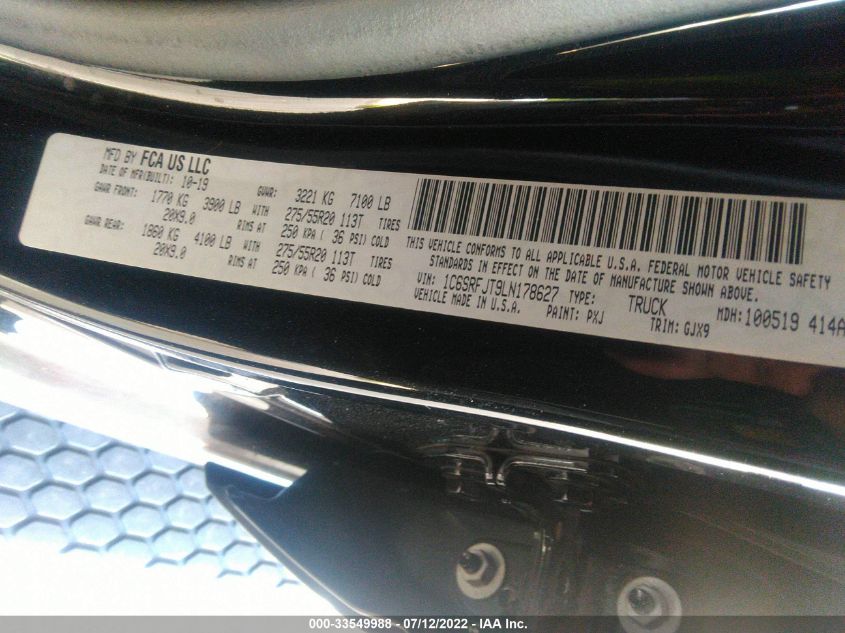 MFD BY FCA US LLC
DATE OF MFR(BUILT): 10-19 GVWR: 3221 KG 7100 LB
GAWR FRONT: 1770 KG 3900 LB WITH 275/55R20 113T TIRES
20X9.0 RIMS AT 250 KPA ( 36 PSI) COLD
GAWR REAR: 1860 KG 4100 LB WITH 275/55R20 113T TIRES
20X9.0 RIMS AT 250 KPA ( 36 PSI) COLD
THIS VEHICLE CONFORMS TO ALL APPLICABLE U.S.A. FEDERAL MOTOR VEHICLE SAFETY
STANDARDS IN EFFECT ON THE DATE OF MANUFACTURE SHOWN ABOVE.
VIN: 1C6SRFJT9LN178627 TYPE: TRUCK MDH: 100519 414A
VEHICLE MADE IN U.S.A. PAINT: PXJ TRIM: GJX9
000-33549988 - 07/12/2022 - IAA Inc.